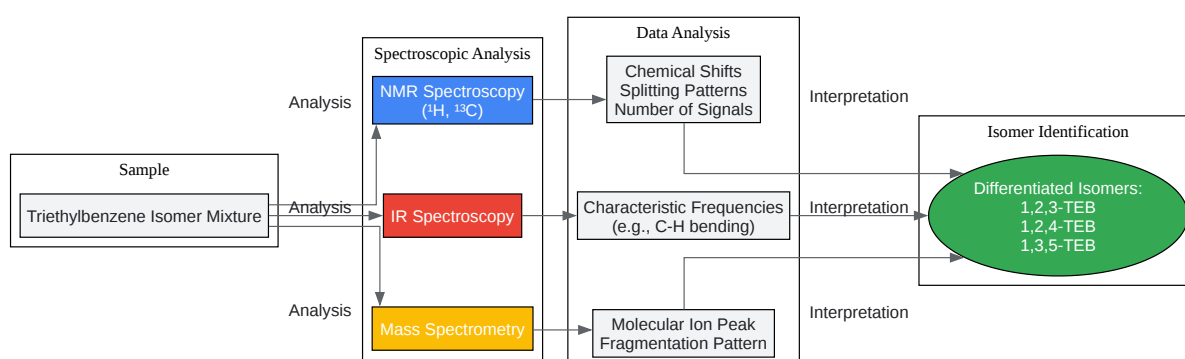 Sample
Triethylbenzene Isomer Mixture
Analysis
Analysis
Analysis
Spectroscopic Analysis
NMR Spectroscopy
(¹H, ¹³C)
IR Spectroscopy
Mass Spectrometry
Data Analysis
Chemical Shifts
Splitting Patterns
Number of Signals
Characteristic Frequencies
(e.g., C-H bending)
Molecular Ion Peak
Fragmentation Pattern
Interpretation
Interpretation
Interpretation
Isomer Identification
Differentiated Isomers:
1,2,3-TEB
1,2,4-TEB
1,3,5-TEB